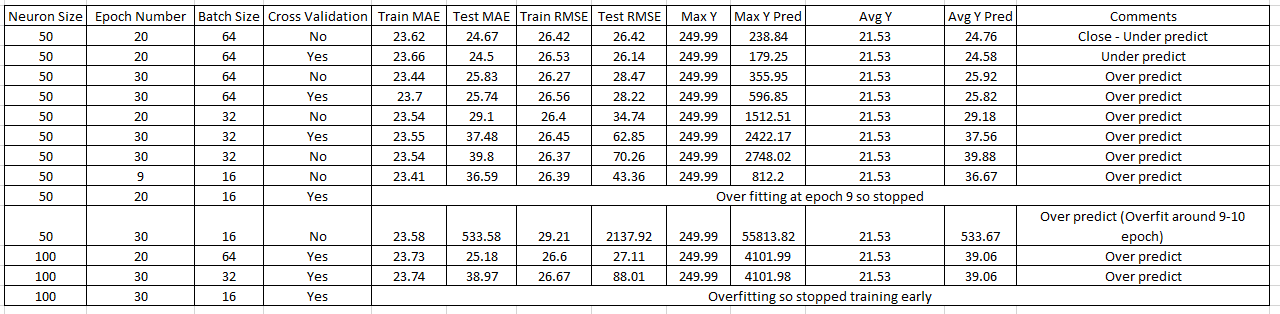 Neuron Size Epoch Number Batch Size Cross Validation Train MAE Test MAE Train RMSE Test RMSE Max Y Max Y Pred Avg Y Avg Y Pred Comments
50 20 64 No 23.62 24.67 26.42 26.42 249.99 238.84 21.53 24.76 Close - Under predict
50 20 64 Yes 23.66 24.5 26.53 26.14 249.99 179.25 21.53 24.58 Under predict
50 30 64 No 23.44 25.83 26.27 28.47 249.99 355.95 21.53 25.92 Over predict
50 30 64 Yes 23.7 25.74 26.56 28.22 249.99 596.85 21.53 25.82 Over predict
50 20 32 No 23.54 29.1 26.4 34.74 249.99 1512.51 21.53 29.18 Over predict
50 30 32 Yes 23.55 37.48 26.45 62.85 249.99 2422.17 21.53 37.56 Over predict
50 30 32 No 23.54 39.8 26.37 70.26 249.99 2748.02 21.53 39.88 Over predict
50 9 16 No 23.41 36.59 26.39 43.36 249.99 812.2 21.53 36.67 Over predict
50 20 16 Yes Over fitting at epoch 9 so stopped
Over predict (Overfit around 9-10
50 30 16 No 23.58 533.58 29.21 2137.92 249.99 55813.82 21.53 533.67 epoch)
100 20 64 Yes 23.73 25.18 26.6 27.11 249.99 4101.99 21.53 39.06 Over predict
100 30 32 Yes 23.74 38.97 26.67 88.01 249.99 4101.98 21.53 39.06 Over predict
100 30 16 Yes Overfitting so stopped training early